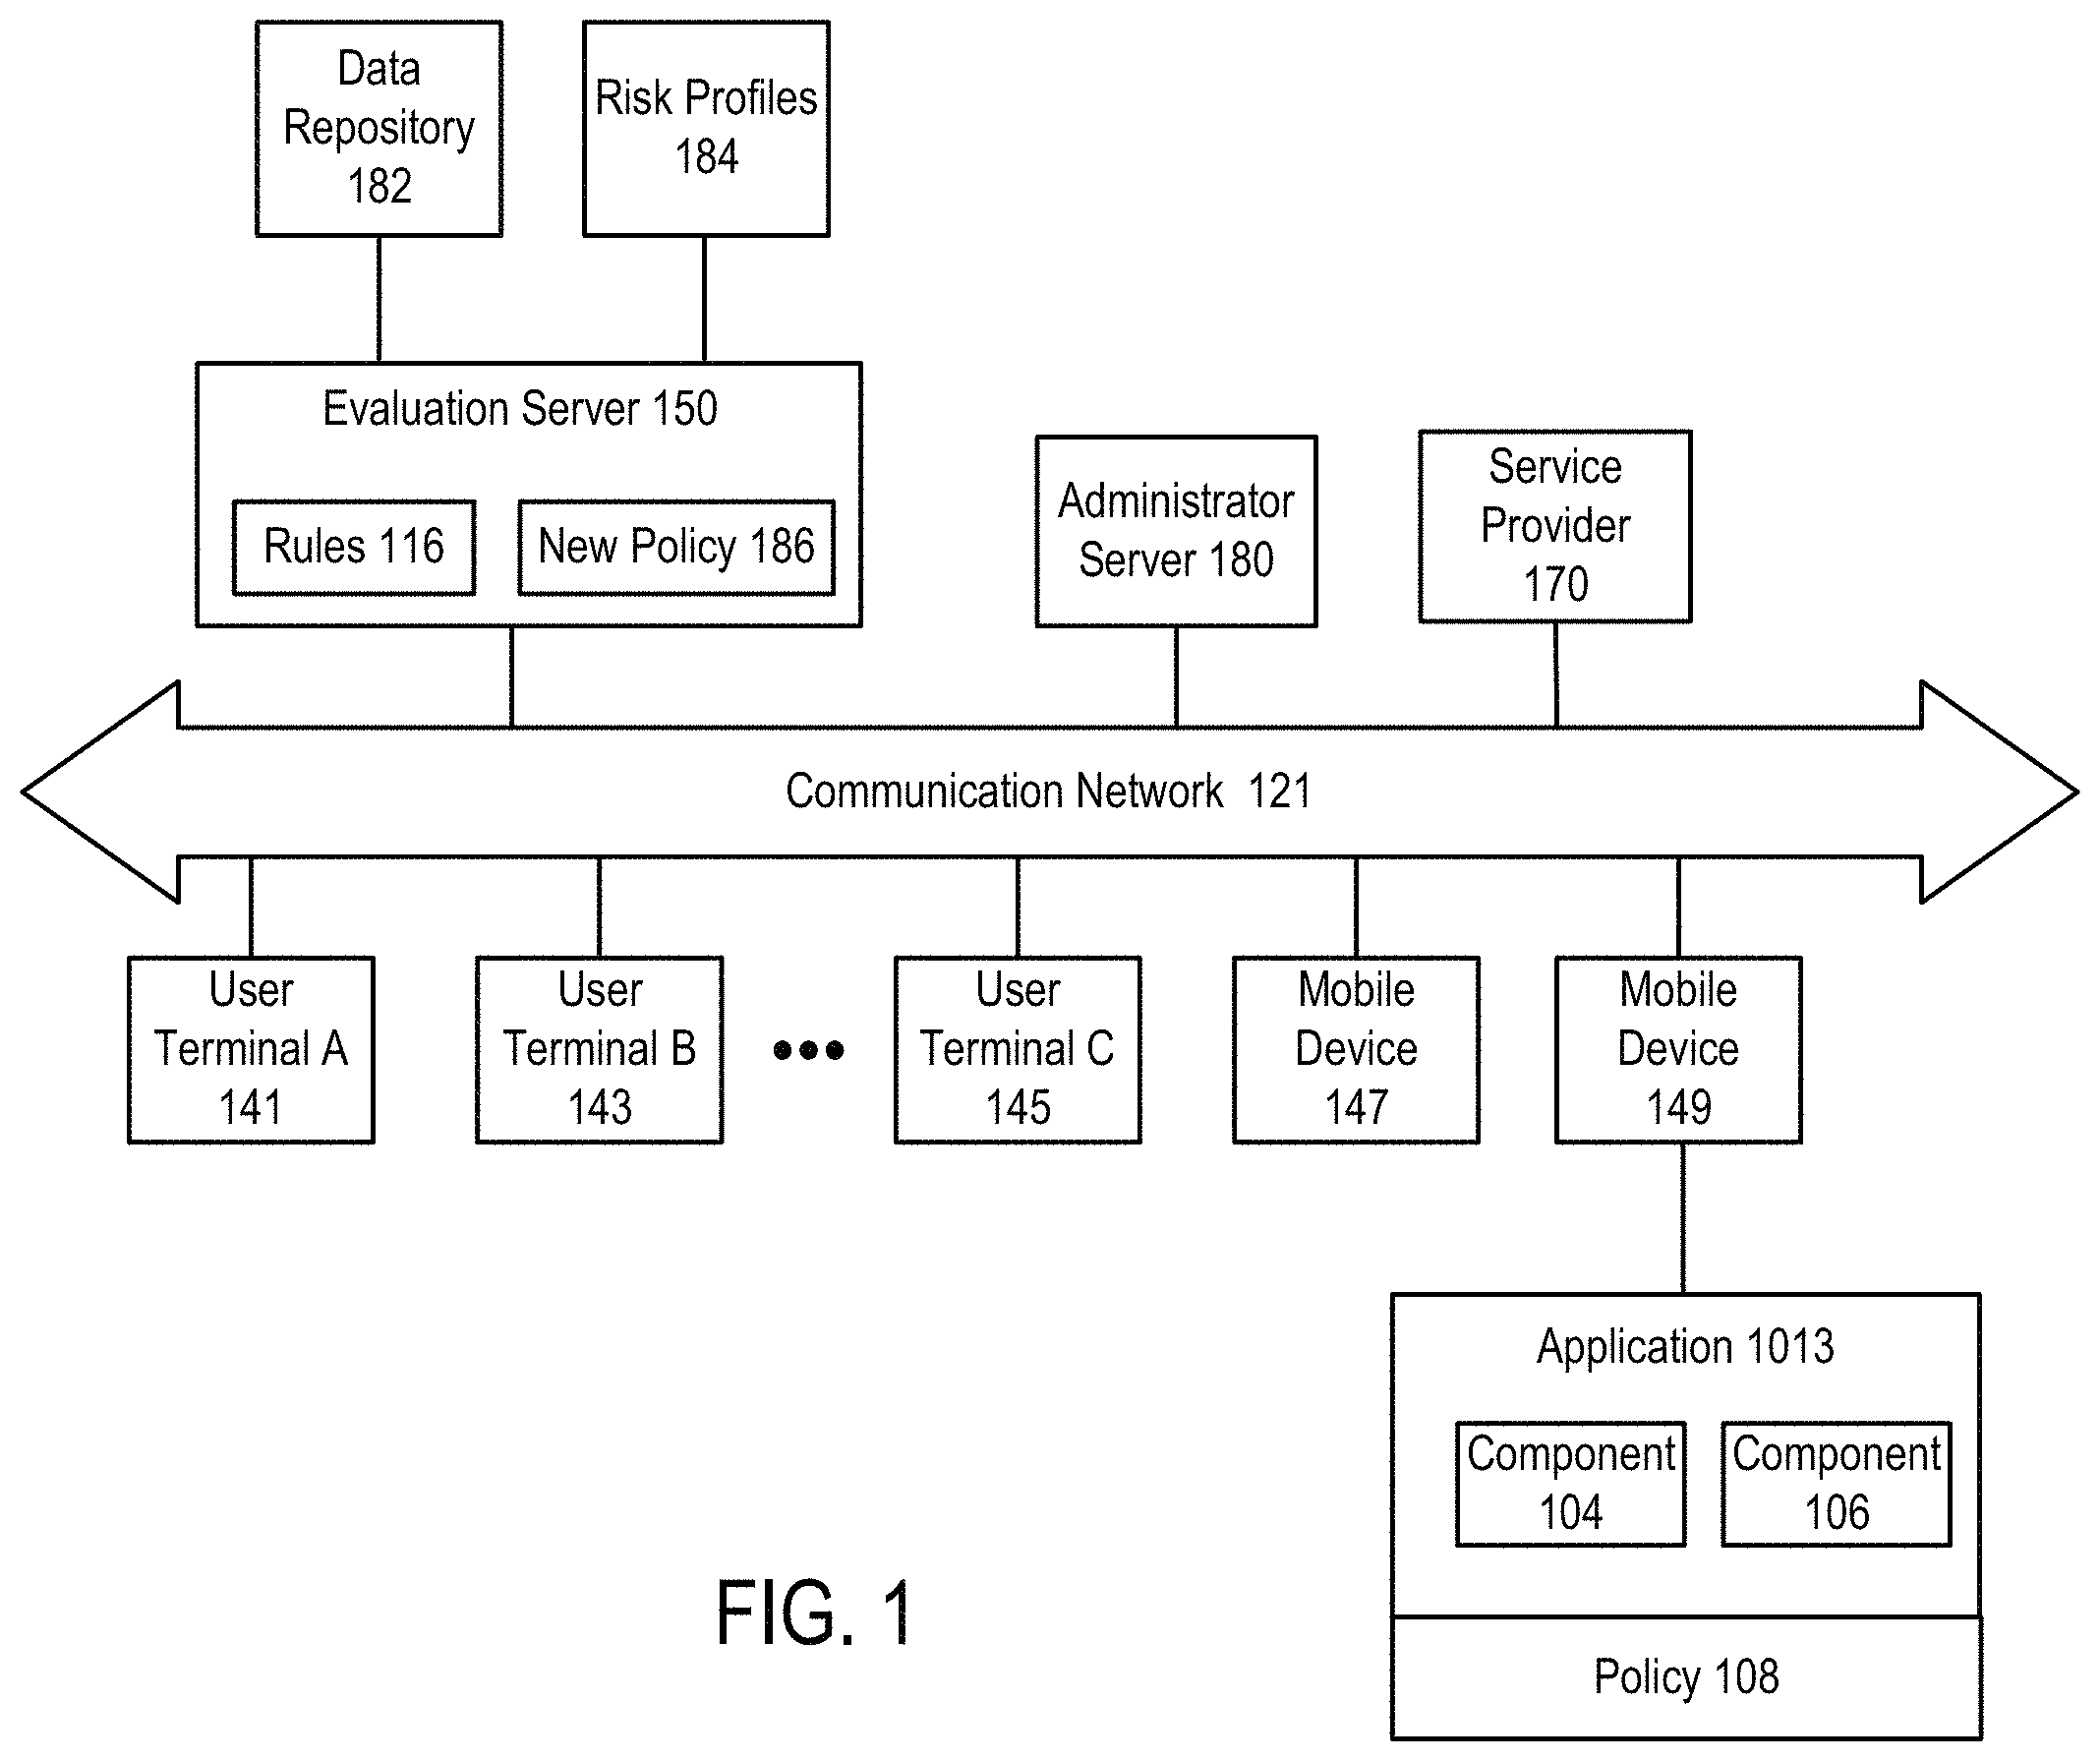 Data
Repository
182
Risk Profiles
184
Evaluation Server 150
Rules 116
New Policy 186
Administrator
Server 180
Service
Provider
170
Communication Network 121
User
Terminal A
141
User
Terminal B
143
User
Terminal C
145
Mobile
Device
147
Mobile
Device
149
Application 1013
Component
104
Component
106
Policy 108
FIG. 1